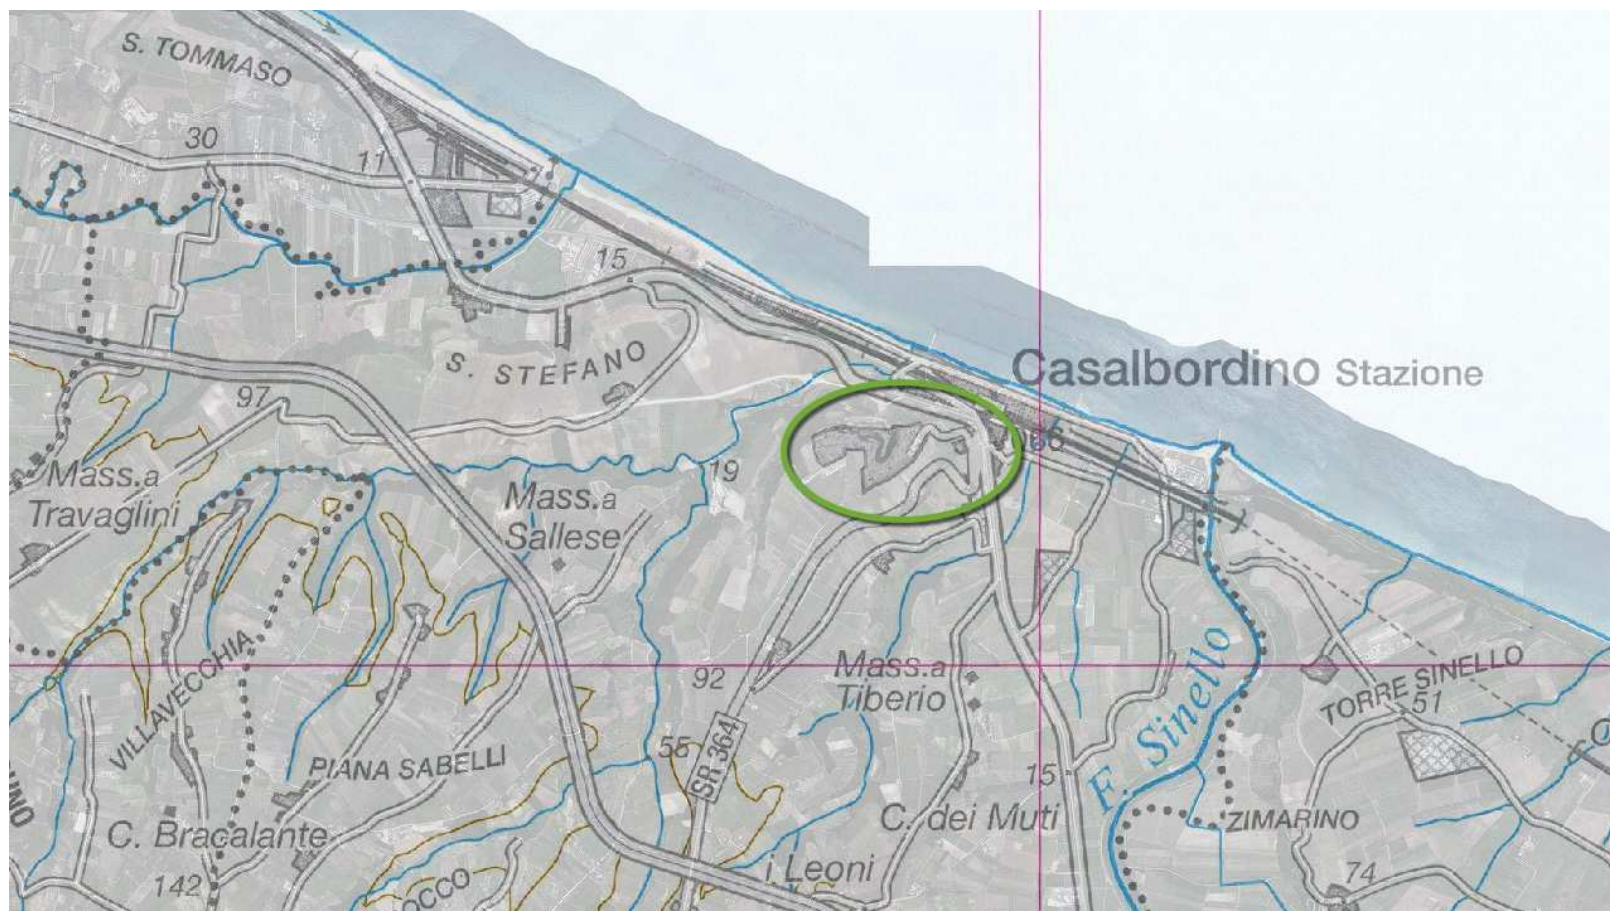 S. TOMMASO
30
11
15
S. STEFANO
Casalbordino Stazione
97
19
Mass.a
Travaglini
Mass.a
Sallese
VILLAVECCHIA
92
Mass.a
Tiberio
F. Sinello
TORRE SINELLO
51
55
SR 364
PIANA SABELLI
15
C. Bracalante
C. dei Muti
ZIMARINO
142
i Leoni
74